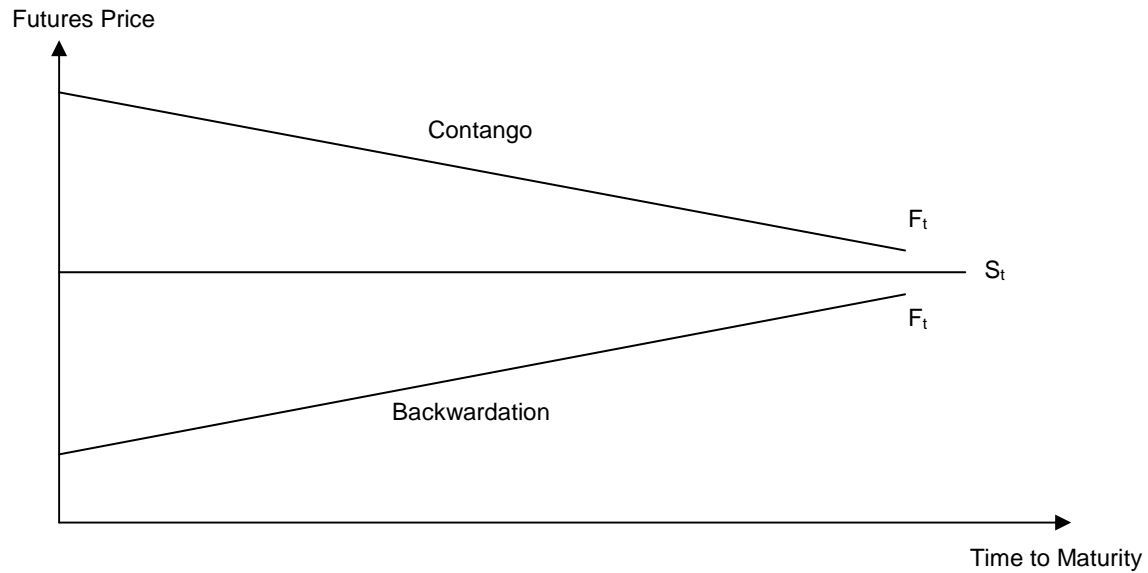 Futures Price
Contango
Fₜ
Sₜ
Fₜ
Backwardation
Time to Maturity